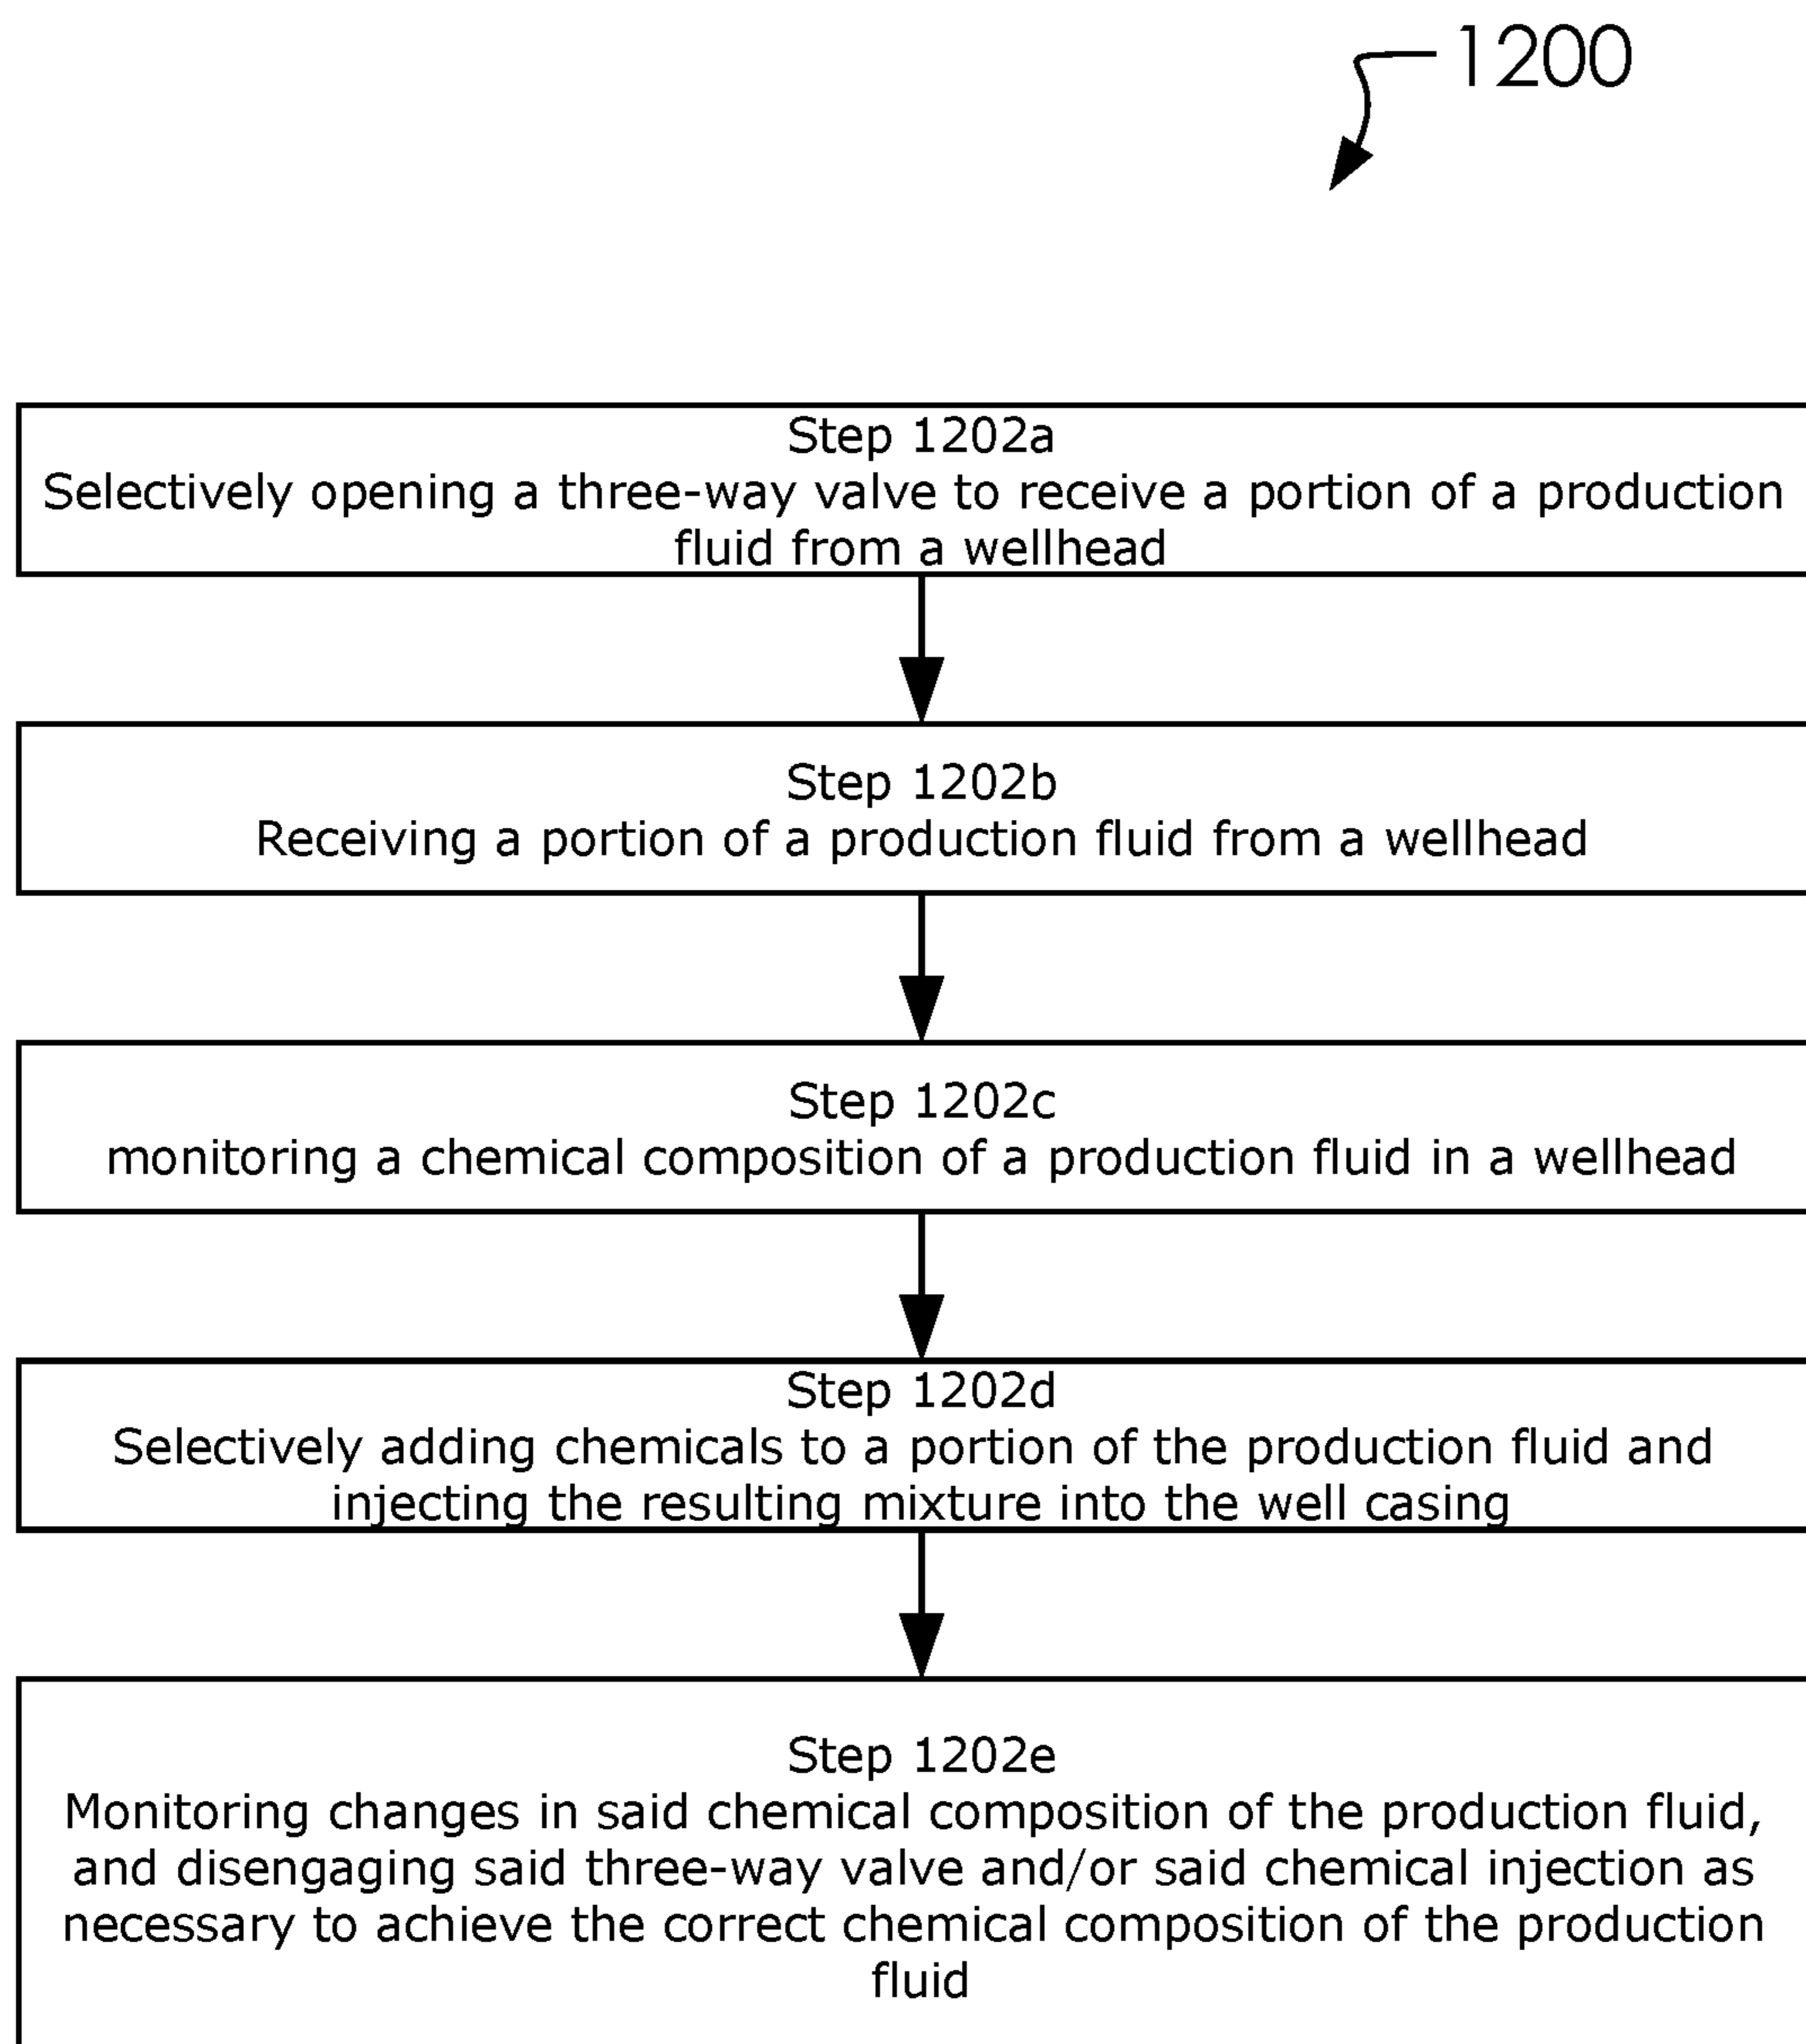 1200
Step 1202a
Selectively opening a three-way valve to receive a portion of a production
fluid from a wellhead
Step 1202b
Receiving a portion of a production fluid from a wellhead
Step 1202c
monitoring a chemical composition of a production fluid in a wellhead
Step 1202d
Selectively adding chemicals to a portion of the production fluid and
injecting the resulting mixture into the well casing
Step 1202e
Monitoring changes in said chemical composition of the production fluid,
and disengaging said three-way valve and/or said chemical injection as
necessary to achieve the correct chemical composition of the production
fluid